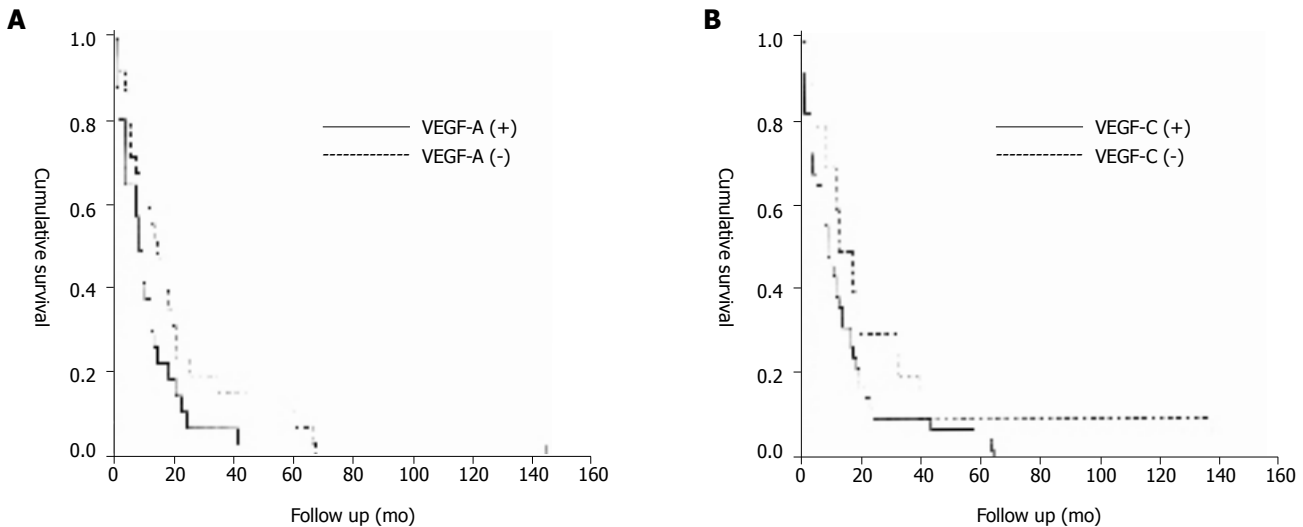 A
1.0
0.8
0.6
0.4
0.2
0.0
Cumulative survival
VEGF-A (+)
VEGF-A (-)
0 20 40 60 80 100 120 140 160
Follow up (mo)
B
1.0
0.8
0.6
0.4
0.2
0.0
Cumulative survival
VEGF-C (+)
VEGF-C (-)
0 20 40 60 80 100 120 140 160
Follow up (mo)